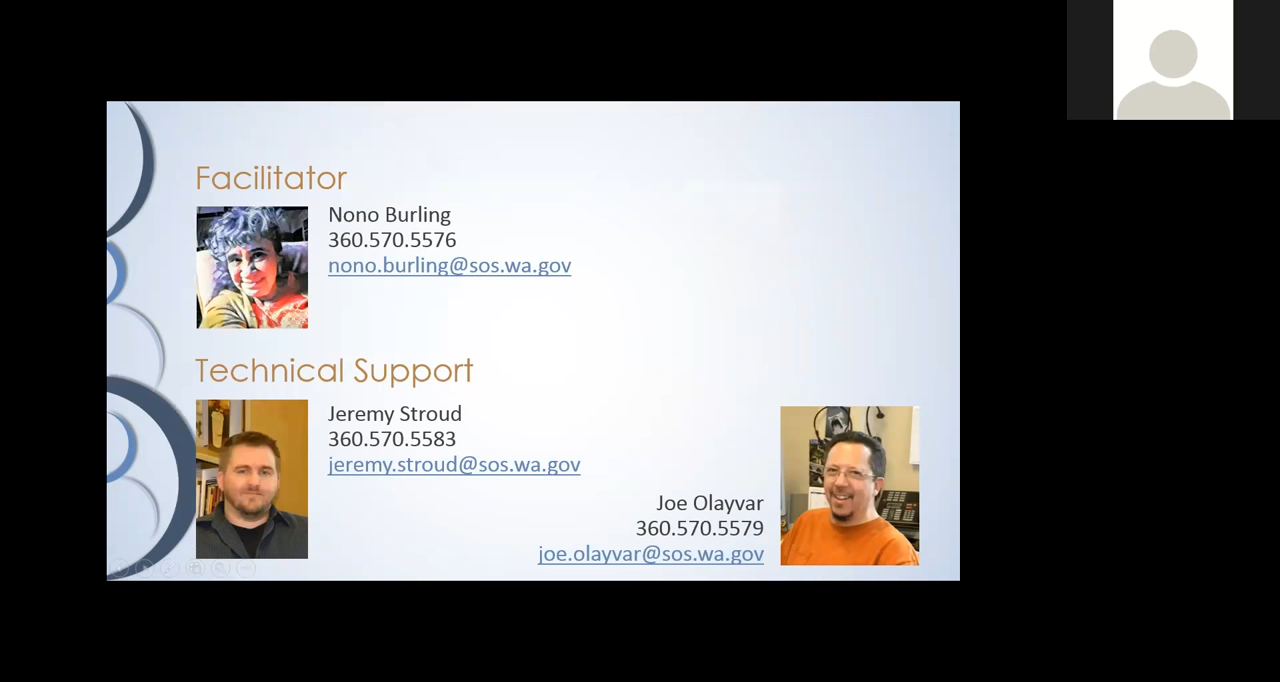 Facilitator
Nono Burling
360.570.5576
nono.burling@sos.wa.gov
Technical Support
Jeremy Stroud
360.570.5583
jeremy.stroud@sos.wa.gov
Joe Olayvar
360.570.5579
joe.olayvar@sos.wa.gov